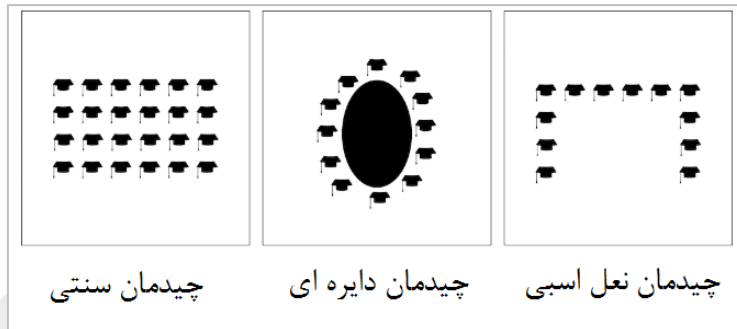 چیدمان نعل اسبی
چیدمان دایره ای
چیدمان سنتی